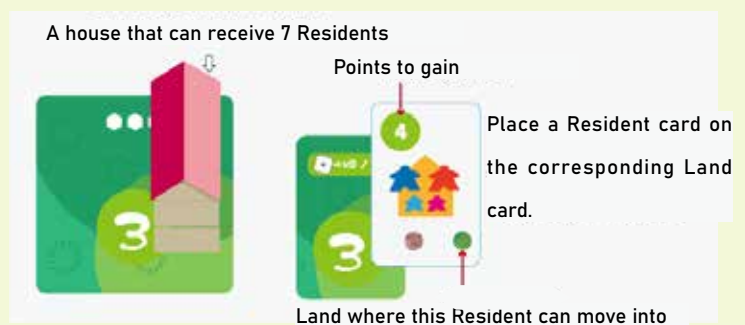 A house that can receive 7 Residents
Points to gain
4
Place a Resident card on
the corresponding Land
card.
3
3
Land where this Resident can move into